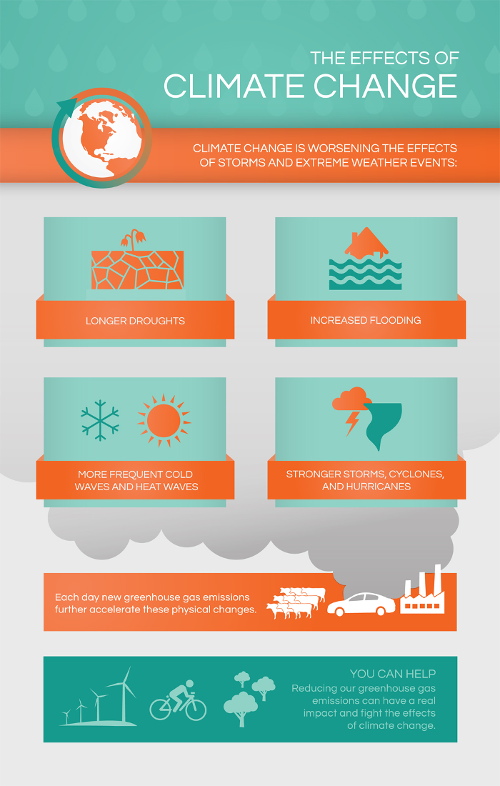 THE EFFECTS OF
CLIMATE CHANGE
CLIMATE CHANGE IS WORSENING THE EFFECTS
OF STORMS AND EXTREME WEATHER EVENTS:
LONGER DROUGHTS
INCREASED FLOODING
MORE FREQUENT COLD
WAVES AND HEAT WAVES
STRONGER STORMS, CYCLONES,
AND HURRICANES
Each day new greenhouse gas emissions
further accelerate these physical changes.
YOU CAN HELP
Reducing our greenhouse gas
emissions can have a real
impact and fight the effects
of climate change.